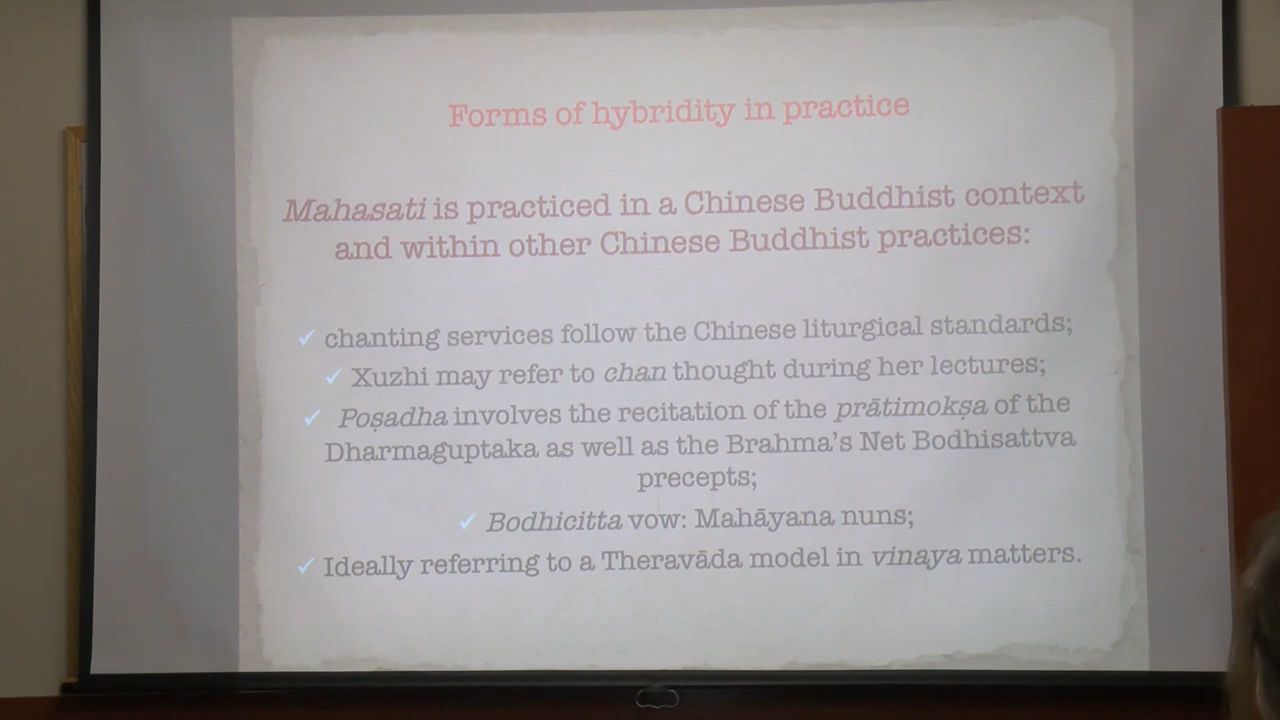 Forms of hybridity in practice
Mahasati is practiced in a Chinese Buddhist context
and within other Chinese Buddhist practices:
✓ chanting services follow the Chinese liturgical standards;
✓ Xuzhi may refer to chan thought during her lectures;
✓ Poṣadha involves the recitation of the prātimokṣa of the
Dharmaguptaka as well as the Brahma's Net Bodhisattva
precepts;
✓ Bodhicitta vow: Mahāyana nuns;
✓ Ideally referring to a Theravāda model in vinaya matters.